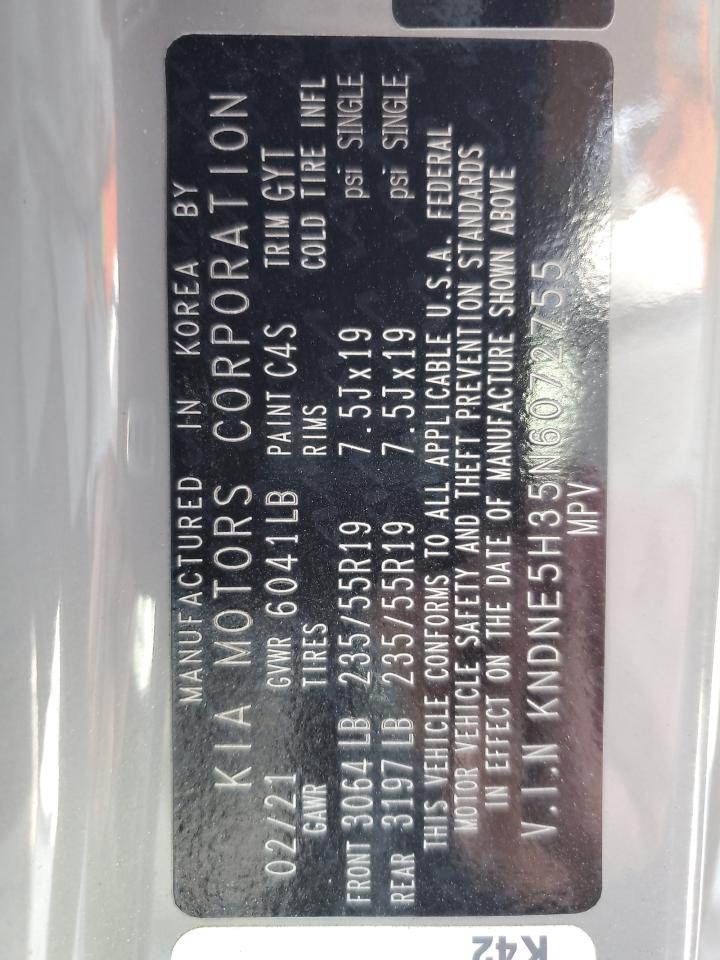 MANUFACTURED IN KOREA BY
KIA MOTORS CORPORATION
02/21 GVWR 6041LB PAINT C4S TRIM GYT
GAWR TIRES RIMS COLD TIRE INFL
FRONT 3064 LB 235/55R19 7.5Jx19 psi SINGLE
REAR 3197 LB 235/55R19 7.5Jx19 psi SINGLE
THIS VEHICLE CONFORMS TO ALL APPLICABLE U.S.A. FEDERAL
MOTOR VEHICLE SAFETY AND THEFT PREVENTION STANDARDS
IN EFFECT ON THE DATE OF MANUFACTURE SHOWN ABOVE
V.I.N KNDNE5H35N6072755
MPV
K42